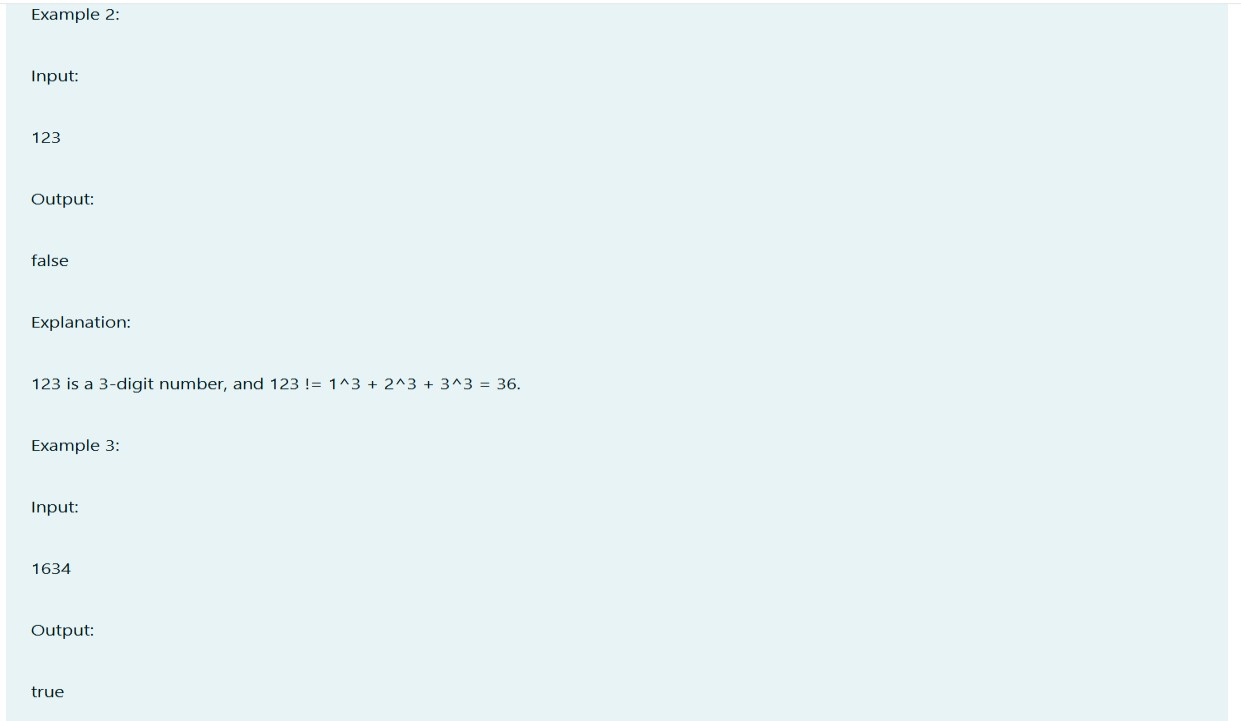 Example 2:
Input:
123
Output:
false
Explanation:
123 is a 3-digit number, and 123 != 1^3 + 2^3 + 3^3 = 36.
Example 3:
Input:
1634
Output:
true